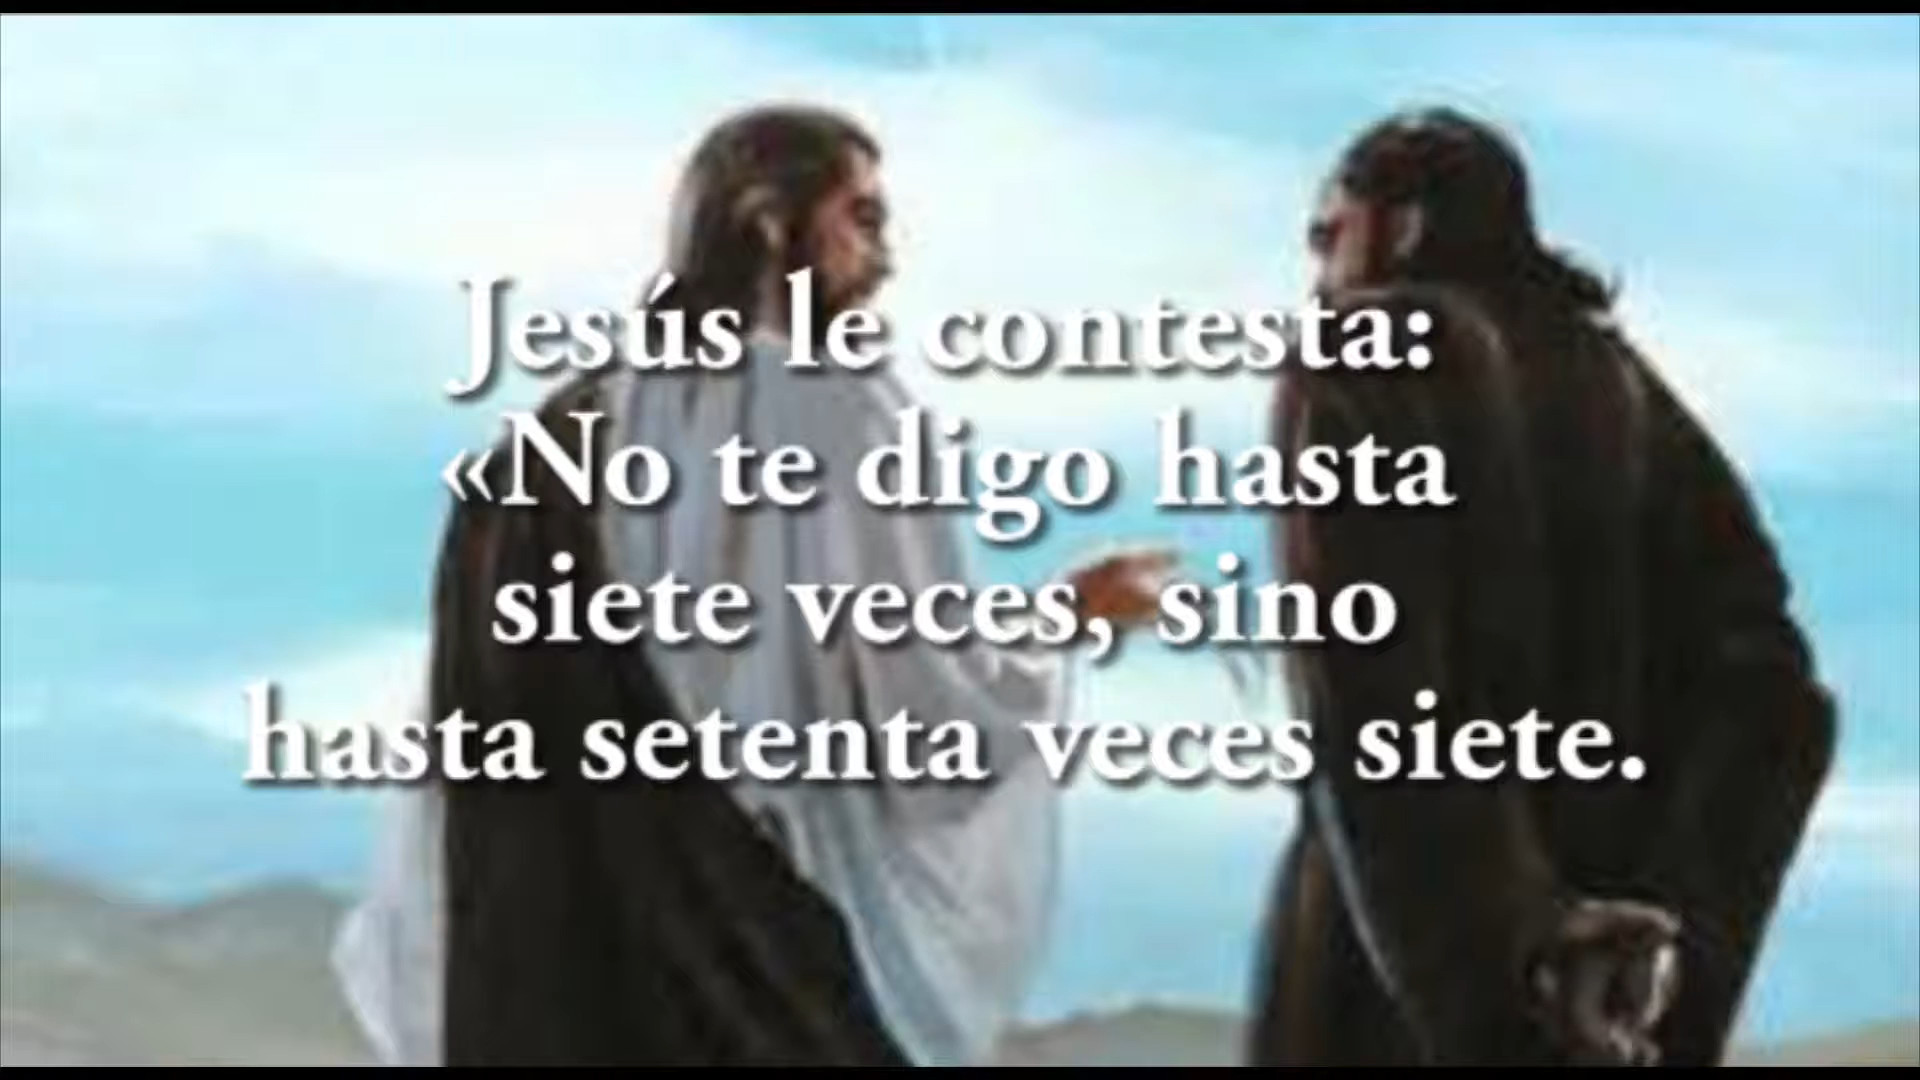 Jesús le contesta:
«No te digo hasta
siete veces, sino
hasta setenta veces siete.